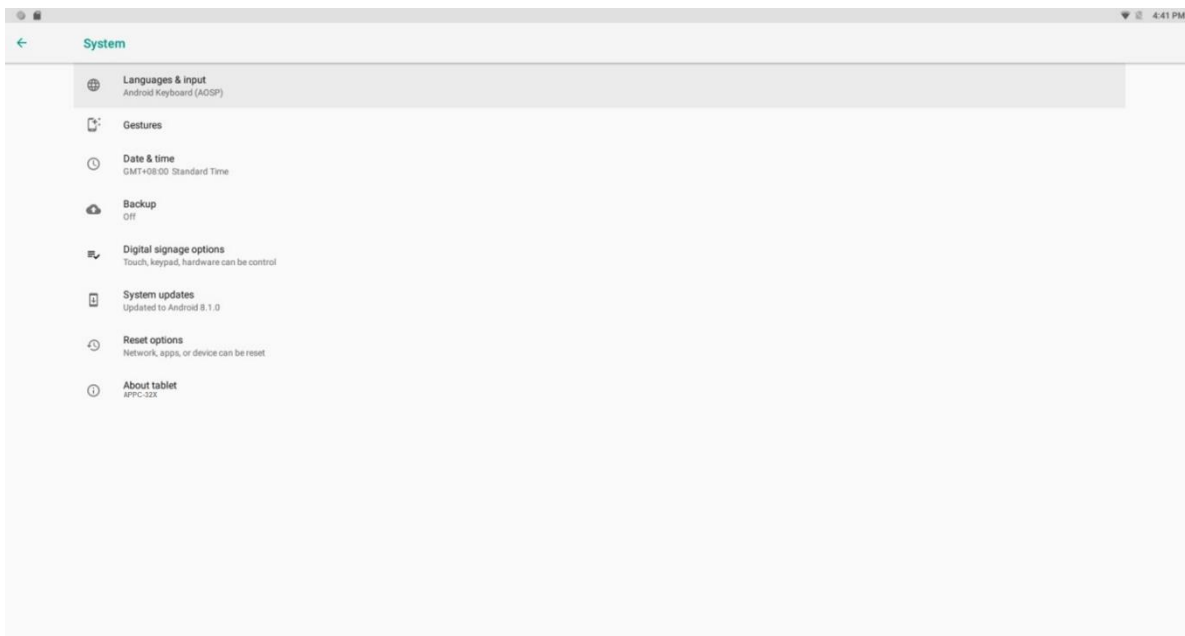 4:41 PM
System
Languages & input
Android Keyboard (AOSP)
Gestures
Date & time
GMT+08:00 Standard Time
Backup
Off
Digital signage options
Touch, keypad, hardware can be control
System updates
Updated to Android 8.1.0
Reset options
Network, apps, or device can be reset
About tablet
APPC-32X